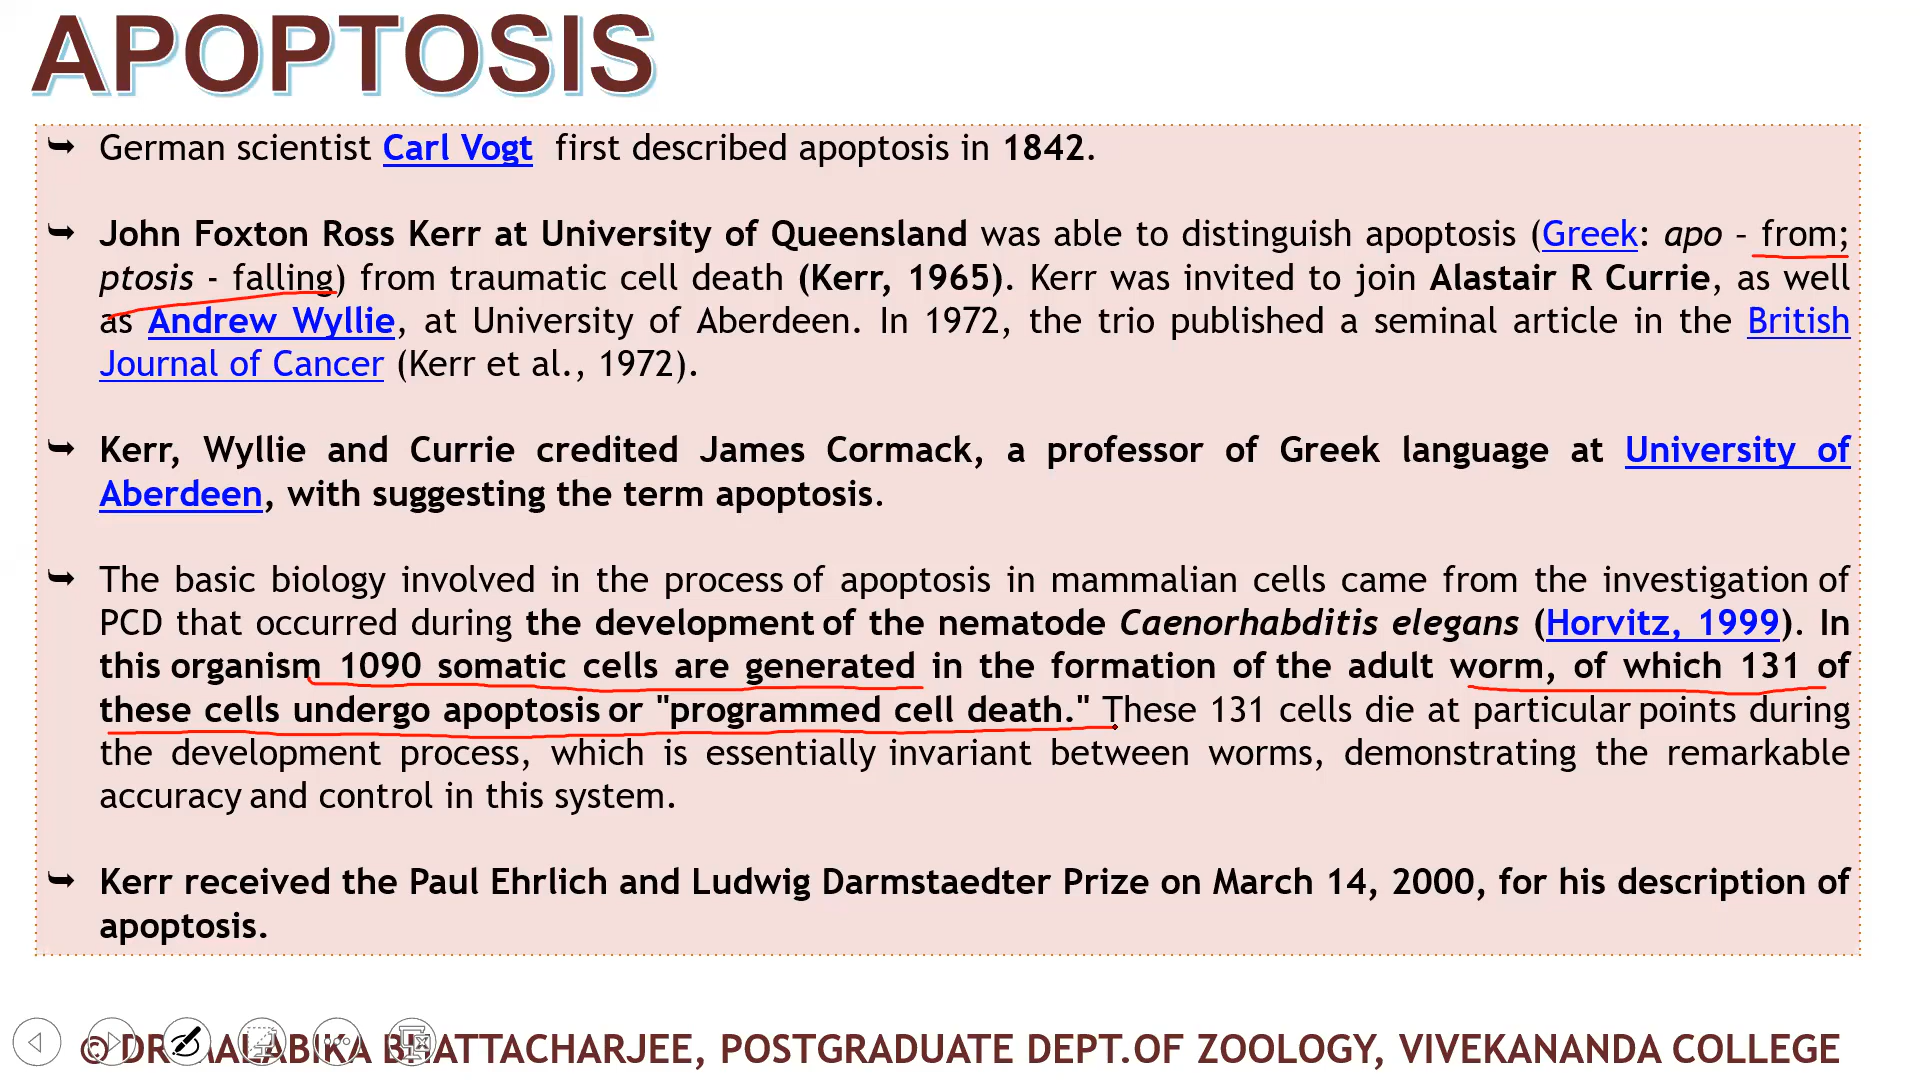 APOPTOSIS
➥ German scientist Carl Vogt first described apoptosis in 1842.
➥ John Foxton Ross Kerr at University of Queensland was able to distinguish apoptosis (Greek: apo – from;
ptosis - falling) from traumatic cell death (Kerr, 1965). Kerr was invited to join Alastair R Currie, as well
as Andrew Wyllie, at University of Aberdeen. In 1972, the trio published a seminal article in the British
Journal of Cancer (Kerr et al., 1972).
➥ Kerr, Wyllie and Currie credited James Cormack, a professor of Greek language at University of
Aberdeen, with suggesting the term apoptosis.
➥ The basic biology involved in the process of apoptosis in mammalian cells came from the investigation of
PCD that occurred during the development of the nematode Caenorhabditis elegans (Horvitz, 1999). In
this organism 1090 somatic cells are generated in the formation of the adult worm, of which 131 of
these cells undergo apoptosis or "programmed cell death." These 131 cells die at particular points during
the development process, which is essentially invariant between worms, demonstrating the remarkable
accuracy and control in this system.
➥ Kerr received the Paul Ehrlich and Ludwig Darmstaedter Prize on March 14, 2000, for his description of
apoptosis.
© DR. MALABIKA BHATTACHARJEE, POSTGRADUATE DEPT.OF ZOOLOGY, VIVEKANANDA COLLEGE